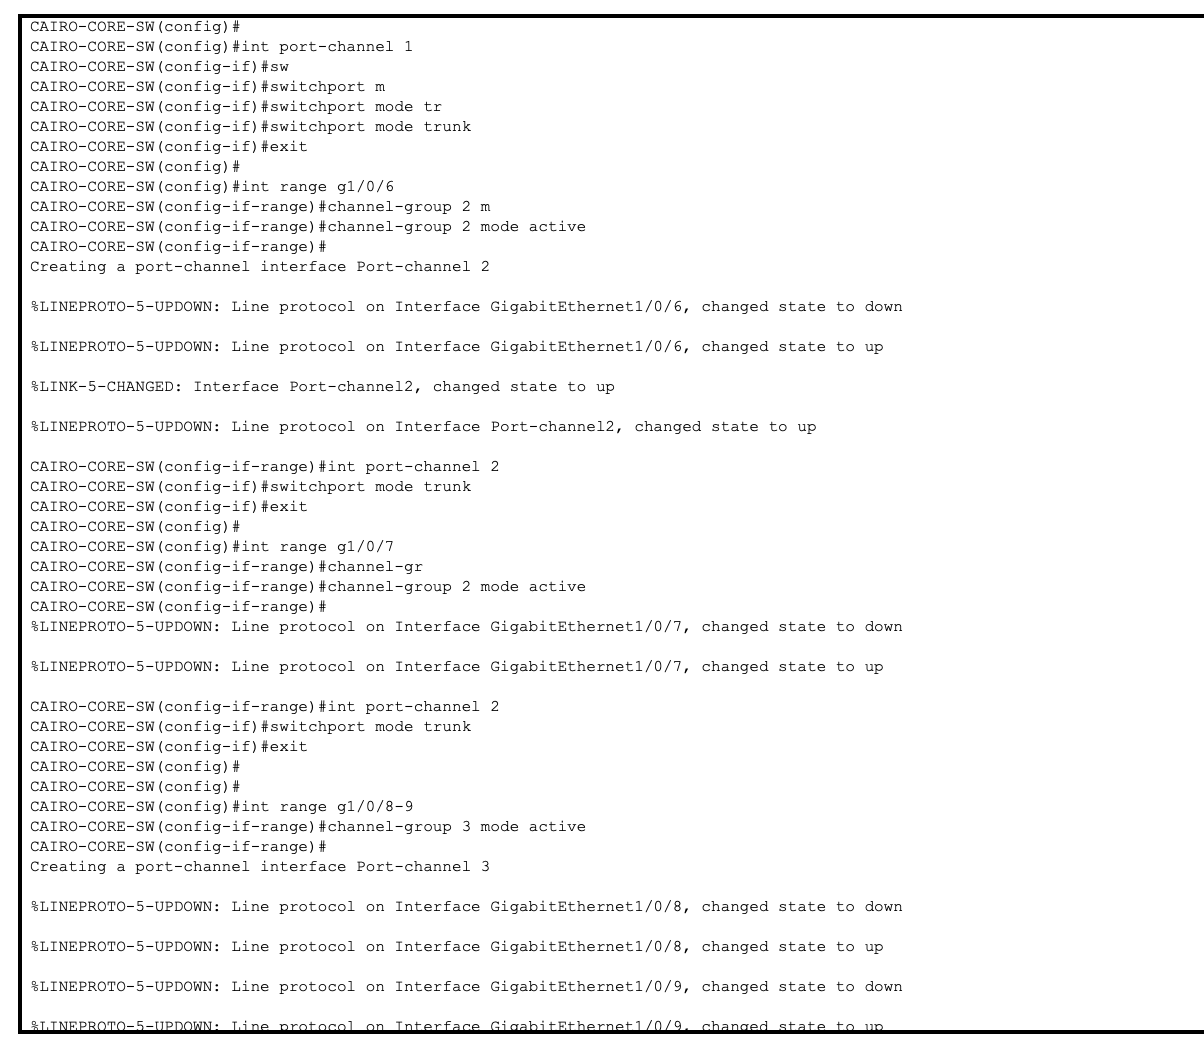 CAIRO-CORE-SW(config)#
CAIRO-CORE-SW(config)#int port-channel 1
CAIRO-CORE-SW(config-if)#sw
CAIRO-CORE-SW(config-if)#switchport m
CAIRO-CORE-SW(config-if)#switchport mode tr
CAIRO-CORE-SW(config-if)#switchport mode trunk
CAIRO-CORE-SW(config-if)#exit
CAIRO-CORE-SW(config)#
CAIRO-CORE-SW(config)#int range g1/0/6
CAIRO-CORE-SW(config-if-range)#channel-group 2 m
CAIRO-CORE-SW(config-if-range)#channel-group 2 mode active
CAIRO-CORE-SW(config-if-range)#
Creating a port-channel interface Port-channel 2
%LINEPROTO-5-UPDOWN: Line protocol on Interface GigabitEthernet1/0/6, changed state to down
%LINEPROTO-5-UPDOWN: Line protocol on Interface GigabitEthernet1/0/6, changed state to up
%LINK-5-CHANGED: Interface Port-channel2, changed state to up
%LINEPROTO-5-UPDOWN: Line protocol on Interface Port-channel2, changed state to up
CAIRO-CORE-SW(config-if-range)#int port-channel 2
CAIRO-CORE-SW(config-if)#switchport mode trunk
CAIRO-CORE-SW(config-if)#exit
CAIRO-CORE-SW(config)#
CAIRO-CORE-SW(config)#int range g1/0/7
CAIRO-CORE-SW(config-if-range)#channel-gr
CAIRO-CORE-SW(config-if-range)#channel-group 2 mode active
CAIRO-CORE-SW(config-if-range)#
%LINEPROTO-5-UPDOWN: Line protocol on Interface GigabitEthernet1/0/7, changed state to down
%LINEPROTO-5-UPDOWN: Line protocol on Interface GigabitEthernet1/0/7, changed state to up
CAIRO-CORE-SW(config-if-range)#int port-channel 2
CAIRO-CORE-SW(config-if)#switchport mode trunk
CAIRO-CORE-SW(config-if)#exit
CAIRO-CORE-SW(config)#
CAIRO-CORE-SW(config)#
CAIRO-CORE-SW(config)#int range g1/0/8-9
CAIRO-CORE-SW(config-if-range)#channel-group 3 mode active
CAIRO-CORE-SW(config-if-range)#
Creating a port-channel interface Port-channel 3
%LINEPROTO-5-UPDOWN: Line protocol on Interface GigabitEthernet1/0/8, changed state to down
%LINEPROTO-5-UPDOWN: Line protocol on Interface GigabitEthernet1/0/8, changed state to up
%LINEPROTO-5-UPDOWN: Line protocol on Interface GigabitEthernet1/0/9, changed state to down
%LINEPROTO-5-UPDOWN: Line protocol on Interface GigabitEthernet1/0/9, changed state to up